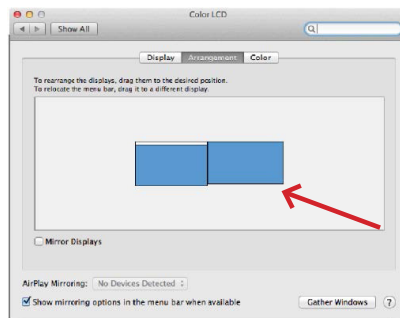 Color LCD
Show All
Display Arrangement Color
To rearrange the displays, drag them to the desired position.
To relocate the menu bar, drag it to a different display.
Mirror Displays
AirPlay Mirroring: No Devices Detected
Show mirroring options in the menu bar when available
Gather Windows ?